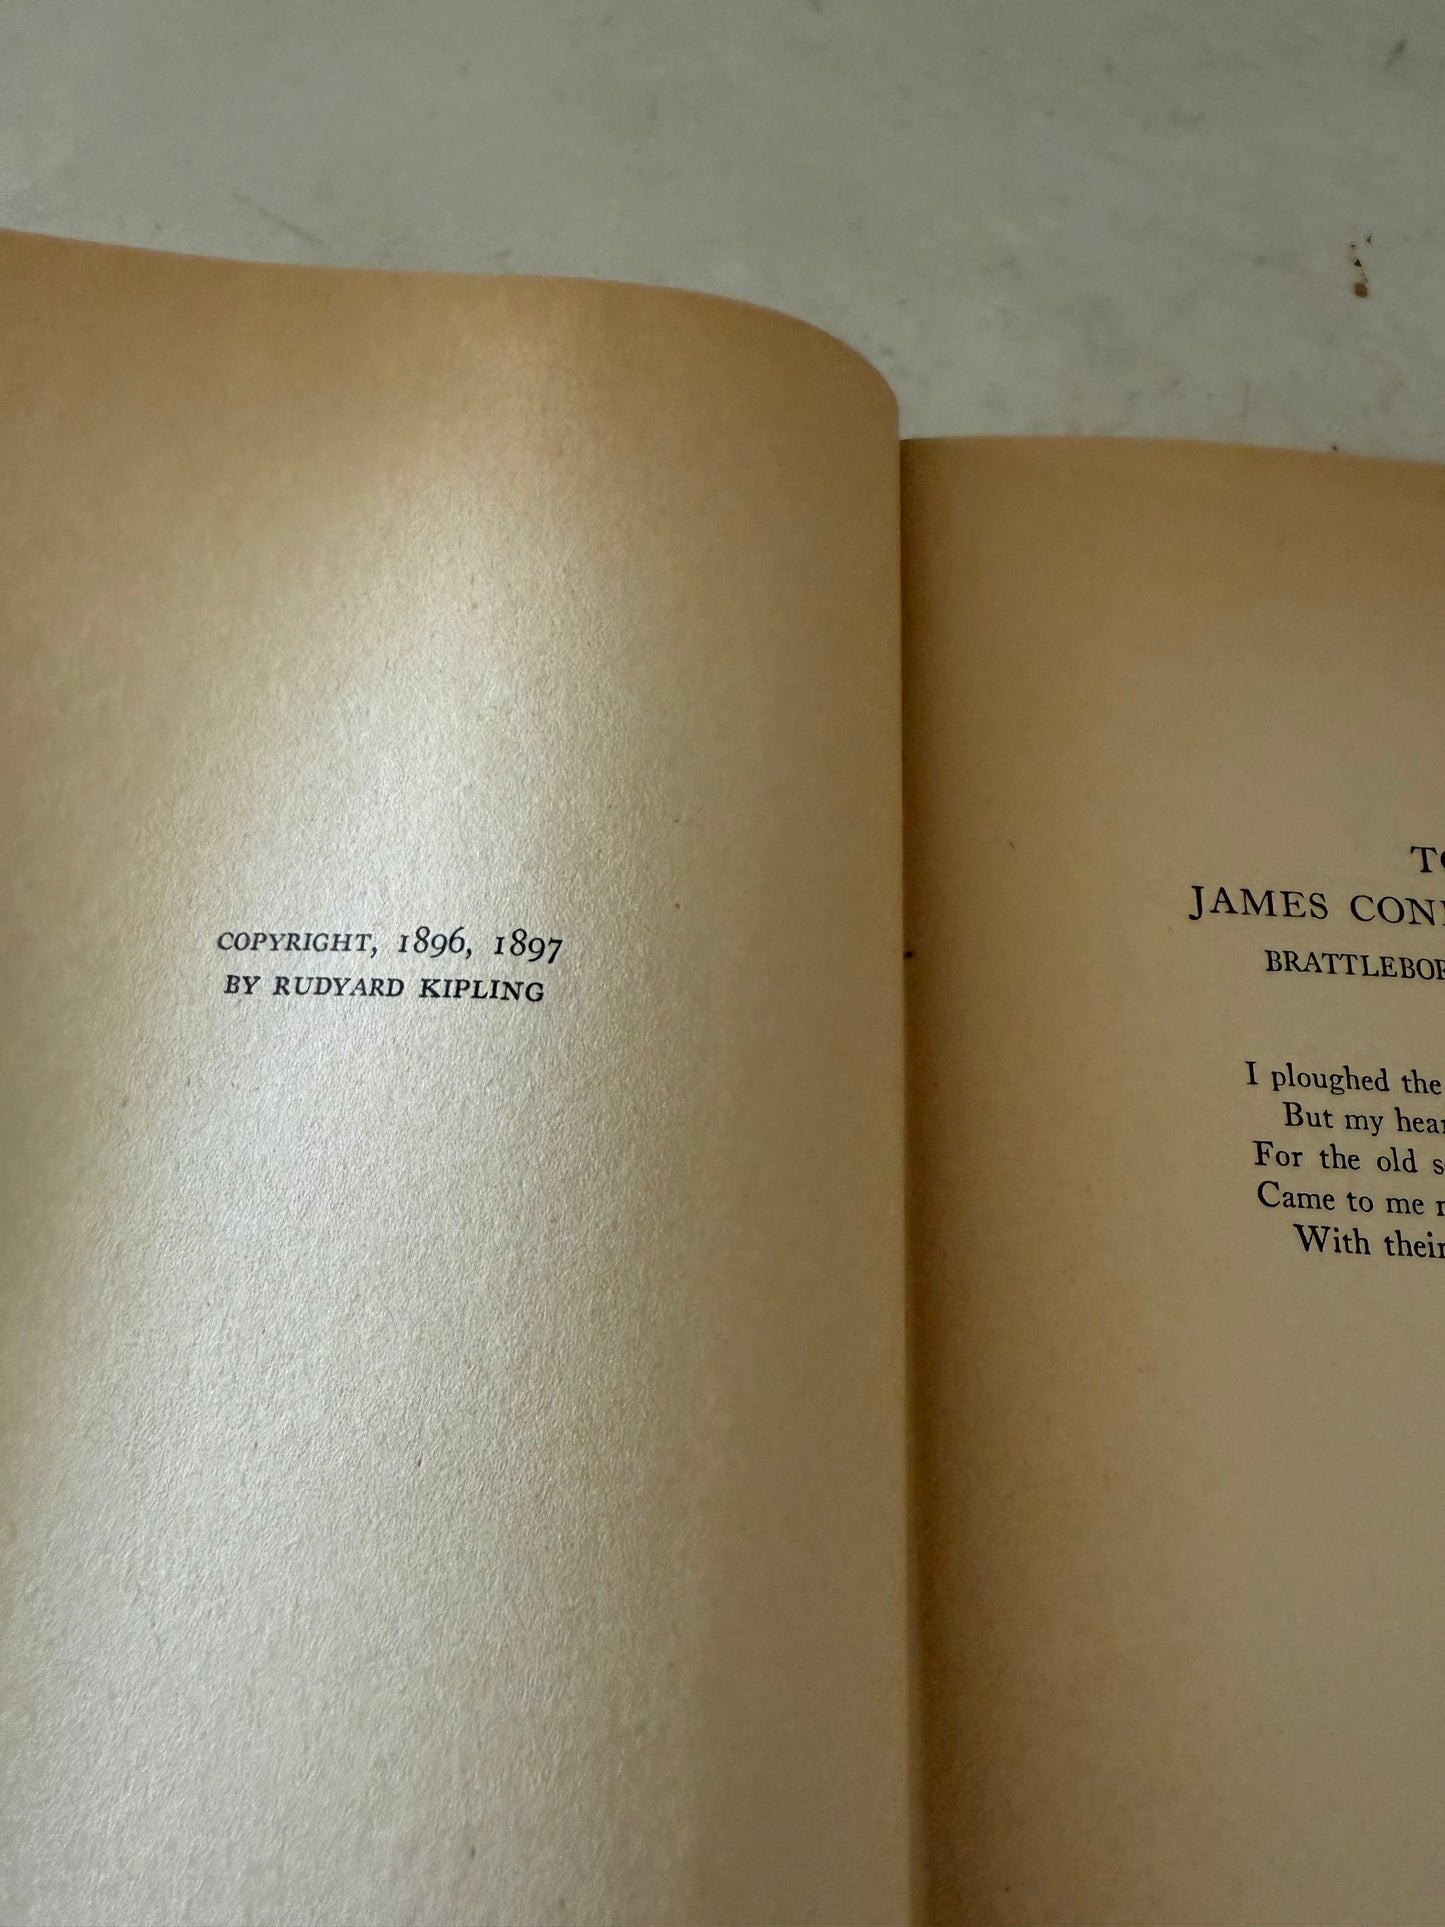 COPYRIGHT, 1896, 1897
BY RUDYARD KIPLING
JAMES
I ploughed the
But my
For the old
Came to me
With